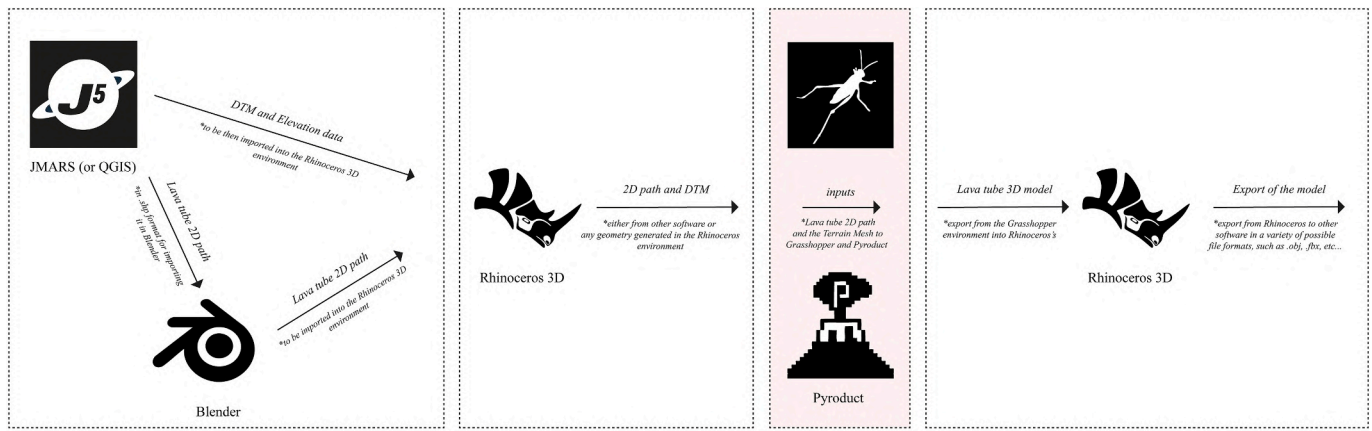 J5
JMARS (or QGIS)
DTM and Elevation data
*to be then imported into the Rhinoceros 3D
environment
Lava tube 2D path
*in .shp format for importing
it in Blender
Lava tube 2D path
*to be imported into the Rhinoceros 3D
environment
Blender
Rhinoceros 3D
2D path and DTM
*either from other software or
any geometry generated in the Rhinoceros
environment
inputs
*Lava tube 2D path
and the Terrain Mesh to
Grasshopper and Pyroduct
P
Pyroduct
Lava tube 3D model
*export from the Grasshopper
environment into Rhinoceros's
Rhinoceros 3D
Export of the model
*export from Rhinoceros to other
software in a variety of possible
file formats, such as .obj, .fbx, etc...